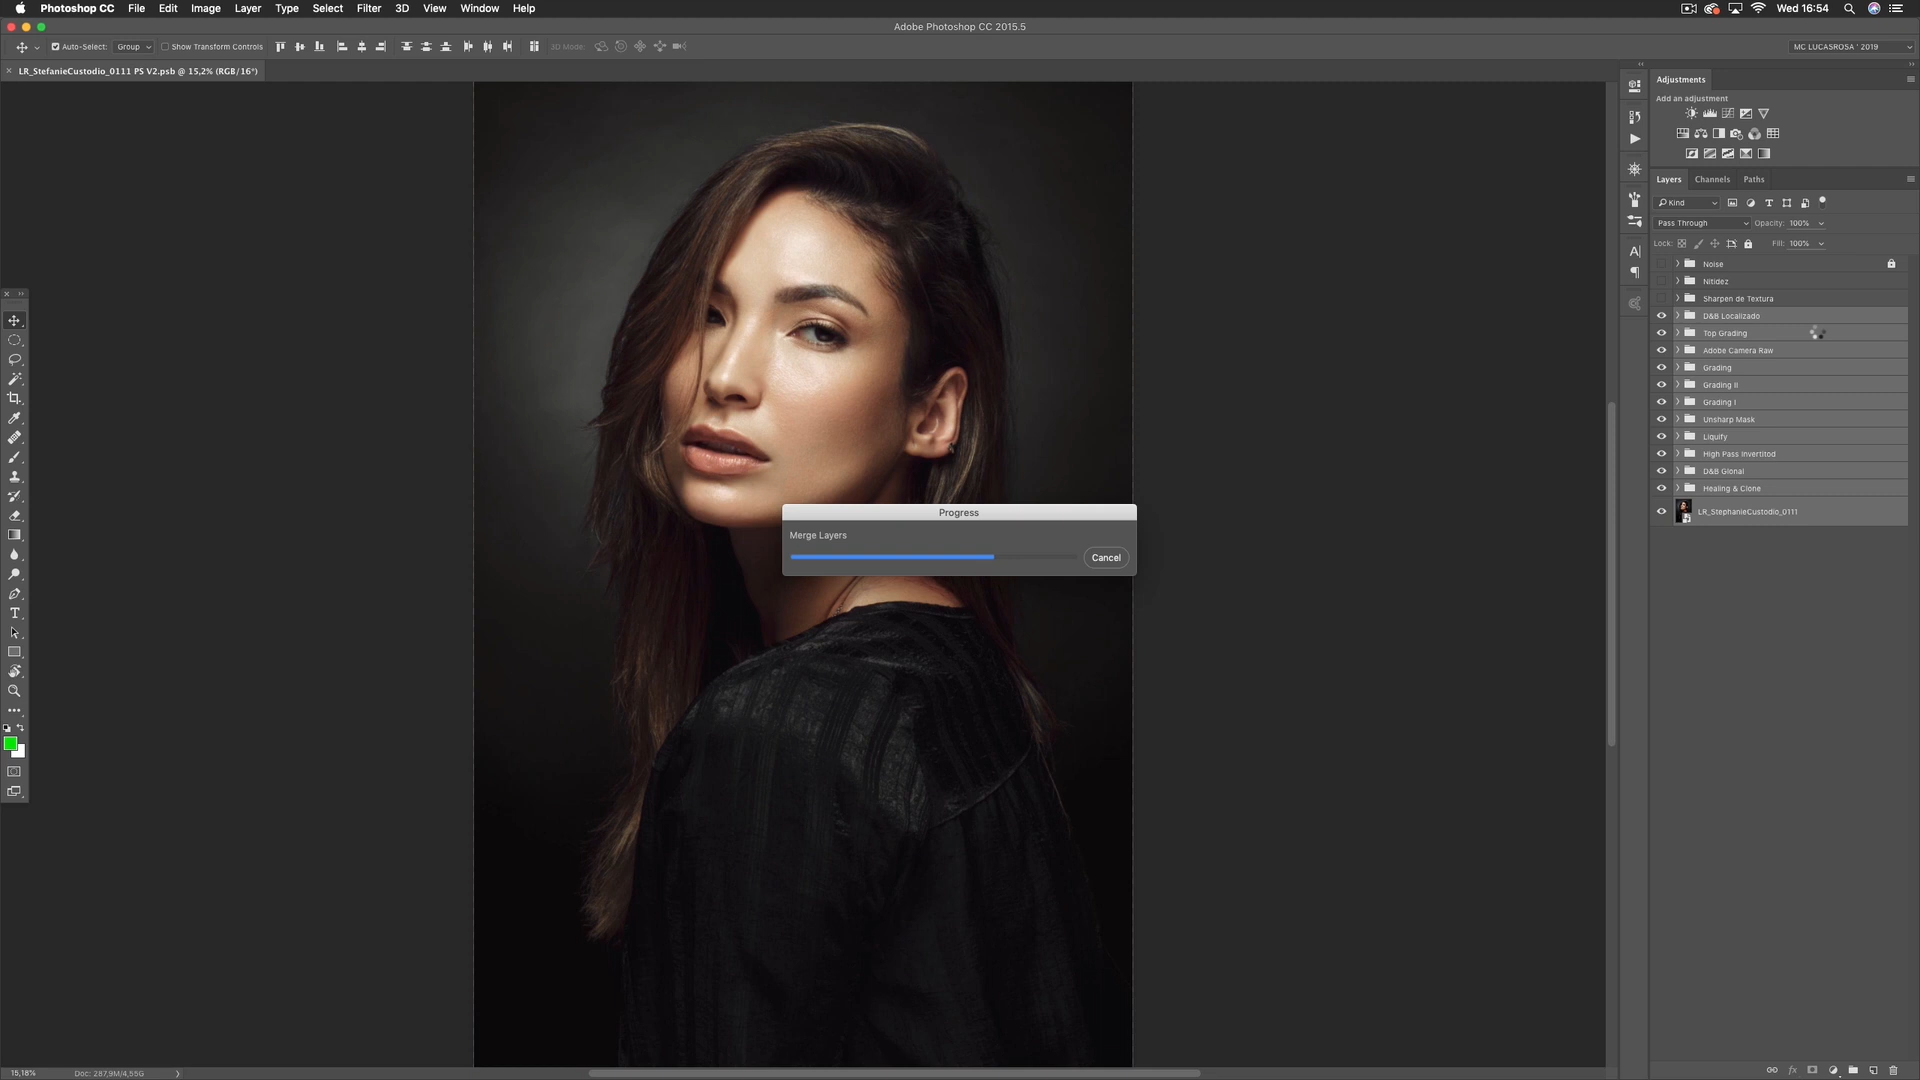 Photoshop CC File Edit Image Layer Type Select Filter 3D View Window Help Wed 16:54
Adobe Photoshop CC 2015.5
Auto-Select: Group Show Transform Controls 3D Mode: MC LUCASROSA ' 2019
LR_StefanieCustodio_0111 PS V2.psb @ 15,2% (RGB/16*)
Adjustments
Add an adjustment
Layers Channels Paths
Kind
Pass Through Opacity: 100%
Lock: Fill: 100%
Noise
Nitidez
Sharpen de Textura
D&B Localizado
Top Grading
Adobe Camera Raw
Grading
Grading II
Grading I
Unsharp Mask
Liquify
High Pass Invertitod
D&B Glonal
Healing & Clone
LR_StephanieCustodio_0111
Progress
Merge Layers
Cancel
15,18% Doc: 287,9M/4,55G